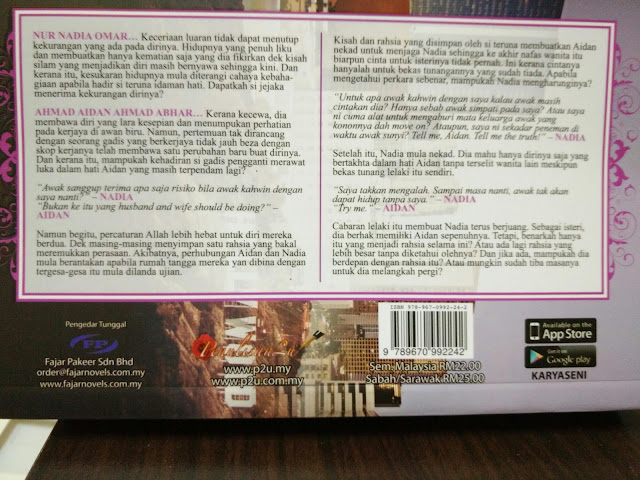 NUR NADIA OMAR… Keceriaan luaran tidak dapat menutup
kekurangan yang ada pada dirinya. Hidupnya yang penuh liku
dan membuatkan hanya kematian saja yang dia fikirkan dek kisah
silam yang menjadikan diri masih bernyawa sehingga kini. Dan
kerana itu, kesukaran hidupnya mula diterangi cahaya kebaha-
giaan apabila hadir si teruna idaman hati. Dapatkah si jejaka
menerima kekurangan dirinya?
AHMAD AIDAN AHMAD ABHAR… Kerana kecewa, dia
membawa diri yang lara kesepian dan menumpukan perhatian
pada kerjaya di awan biru. Namun, pertemuan tak dirancang
dengan seorang gadis yang berkerjaya tidak jauh beza dengan
skop kerjanya telah membawa satu perubahan baru buat dirinya.
Dan kerana itu, mampukah kehadiran si gadis pengganti merawat
luka dalam hati Aidan yang masih terpendam lagi?
“Awak sanggup terima apa saja risiko bila awak kahwin dengan
saya nanti?” – NADIA
“Bukan ke itu yang husband and wife should be doing?” –
AIDAN
Namun begitu, percaturan Allah lebih hebat untuk diri mereka
berdua. Dek masing-masing menyimpan satu rahsia yang bakal
meremukkan perasaan. Akibatnya, perhubungan Aidan dan Nadia
mula berantakan apabila rumah tangga mereka yan dibina dengan
tergesa-gesa itu mula dilanda ujian.
Kisah dan rahsia yang disimpan oleh si teruna membuatkan Aidan
nekad untuk menjaga Nadia sehingga ke akhir nafas wanita itu
biarpun cinta untuk isterinya tidak pernah. Ini kerana cintanya
hanyalah untuk bekas tunangannya yang sudah tiada. Apabila
mengetahui perkara sebenar, mampukah Nadia mengharunginya?
“Untuk apa awak kahwin dengan saya kalau awak masih
cintakan dia? Hanya sebab awak simpati pada saya? Atau saya
ni cuma alat untuk mengaburi mata keluarga awak yang
kononnya dah move on? Ataupun, saya ni sekadar peneman di
waktu awak sunyi? Tell me, Aidan. Tell me the truth!” – NADIA
Setelah itu, Nadia mula nekad. Dia mahu hanya dirinya saja yang
bertakhta dalam hati Aidan tanpa terselit wanita lain meskipun
bekas tunang lelaki itu sendiri.
“Saya takkan mengalah. Sampai masa nanti, awak tak akan
dapat hidup tanpa saya.” – NADIA
“Try me.” – AIDAN
Cabaran lelaki itu membuat Nadia terus berjuang. Sebagai isteri,
dia berhak memiliki Aidan sepenuhnya. Tetapi, benarkah hanya
itu yang menjadi rahsia selama ini? Atau ada lagi rahsia yang
lebih besar tanpa diketahui olehnya? Dan jika ada, mampukah dia
berdepan dengan rahsia itu? Atau mungkin sudah tiba masanya
untuk dia melangkah pergi?
Pengedar Tunggal
FP
Fajar Pakeer Sdn Bhd
order@fajarnovels.com.my
www.fajarnovels.com.my
www.p2u.my
www.p2u.com.my
ISBN 978-967-0992-24-2
9 789670 992242
Sem. Malaysia RM22.00
Sabah/Sarawak RM25.00
Available on the
App Store
Get it on
Google play
KARYASENI